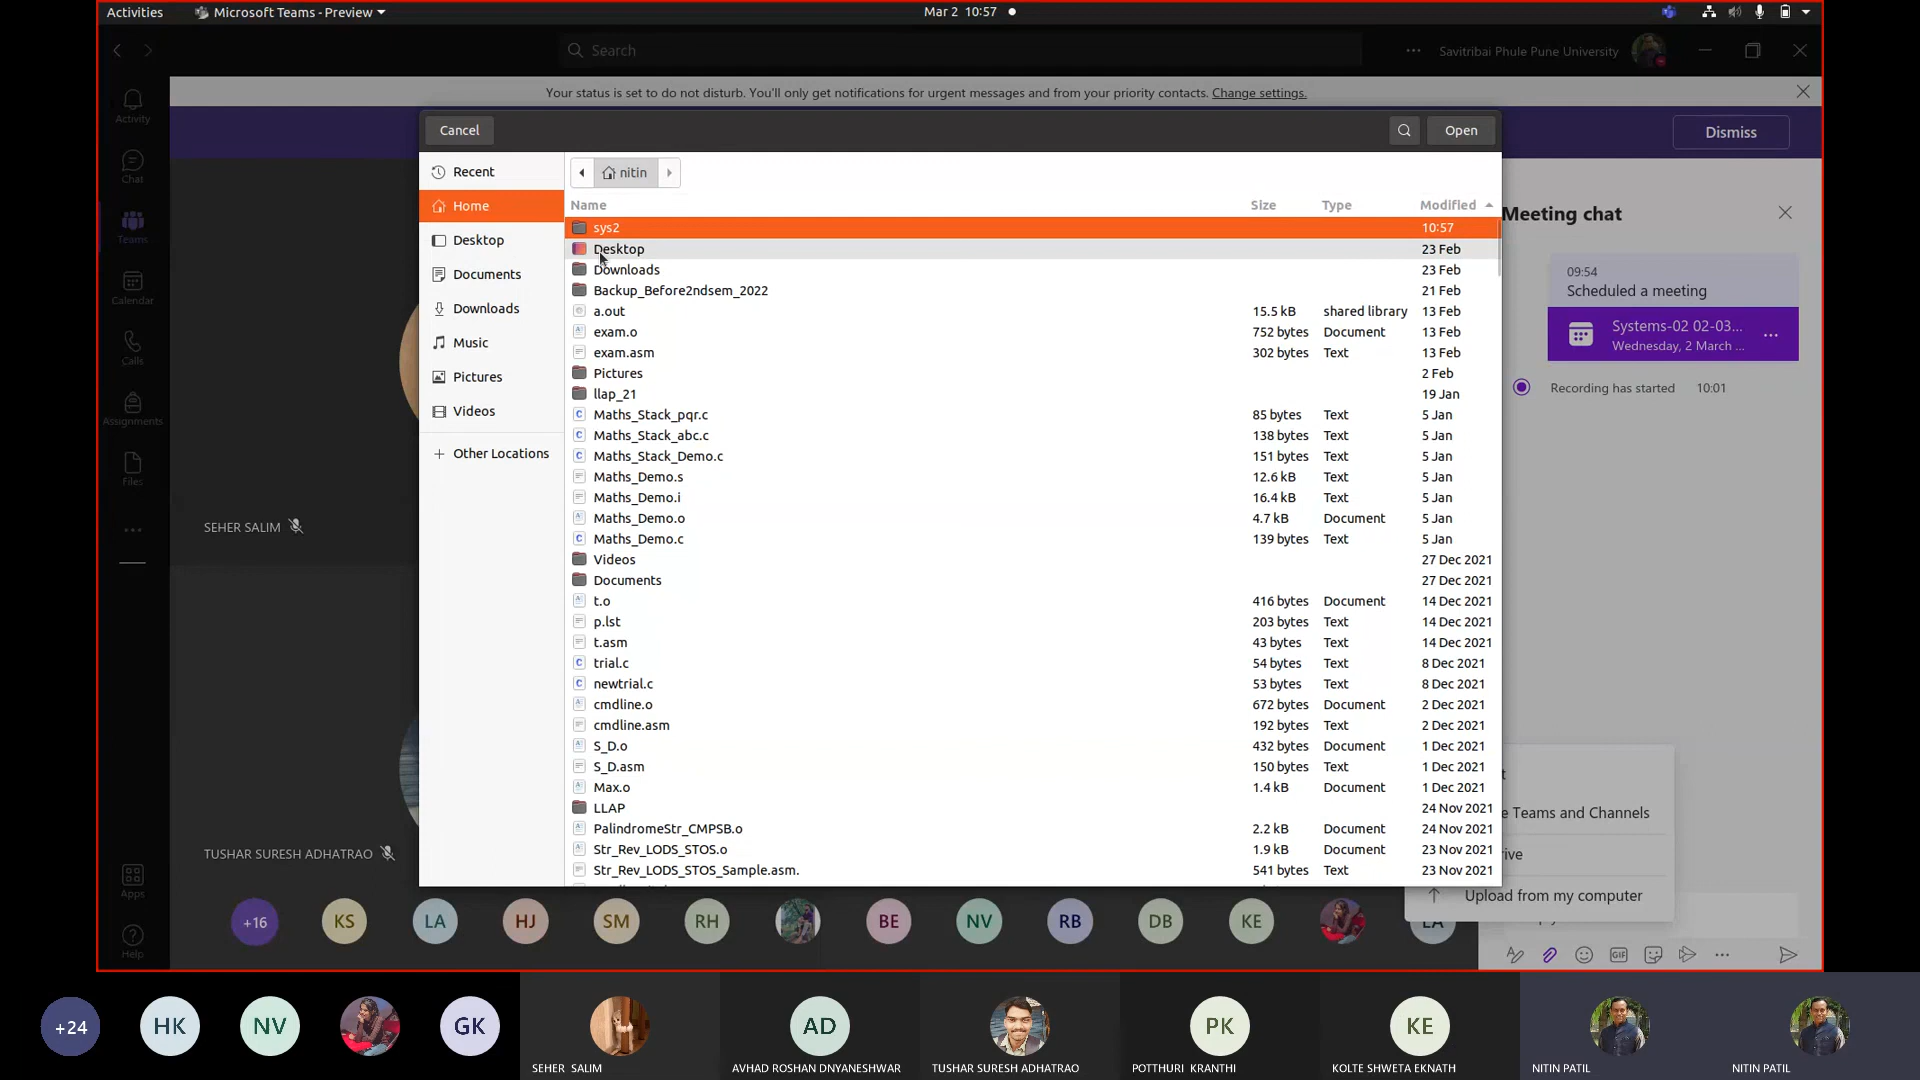 Activities
Microsoft Teams - Preview
Mar 2 10:57
Search
Savitribai Phule Pune University
Your status is set to do not disturb. You'll only get notifications for urgent messages and from your priority contacts. Change settings.
Dismiss
Activity
Chat
Teams
Calendar
Calls
Assignments
Files
Apps
Help
Cancel
Open
Recent
Home
Desktop
Documents
Downloads
Music
Pictures
Videos
+ Other Locations
nitin
Name Size Type Modified
sys2 10:57
Desktop 23 Feb
Downloads 23 Feb
Backup_Before2ndsem_2022 21 Feb
a.out 15.5 kB shared library 13 Feb
exam.o 752 bytes Document 13 Feb
exam.asm 302 bytes Text 13 Feb
Pictures 2 Feb
llap_21 19 Jan
Maths_Stack_pqr.c 85 bytes Text 5 Jan
Maths_Stack_abc.c 138 bytes Text 5 Jan
Maths_Stack_Demo.c 151 bytes Text 5 Jan
Maths_Demo.s 12.6 kB Text 5 Jan
Maths_Demo.i 16.4 kB Text 5 Jan
Maths_Demo.o 4.7 kB Document 5 Jan
Maths_Demo.c 139 bytes Text 5 Jan
Videos 27 Dec 2021
Documents 27 Dec 2021
t.o 416 bytes Document 14 Dec 2021
p.lst 203 bytes Text 14 Dec 2021
t.asm 43 bytes Text 14 Dec 2021
trial.c 54 bytes Text 8 Dec 2021
newtrial.c 53 bytes Text 8 Dec 2021
cmdline.o 672 bytes Document 2 Dec 2021
cmdline.asm 192 bytes Text 2 Dec 2021
S_D.o 432 bytes Document 1 Dec 2021
S_D.asm 150 bytes Text 1 Dec 2021
Max.o 1.4 kB Document 1 Dec 2021
LLAP 24 Nov 2021
PalindromeStr_CMPSB.o 2.2 kB Document 24 Nov 2021
Str_Rev_LODS_STOS.o 1.9 kB Document 23 Nov 2021
Str_Rev_LODS_STOS_Sample.asm. 541 bytes Text 23 Nov 2021
Meeting chat
09:54
Scheduled a meeting
Systems-02 02-03...
Wednesday, 2 March ...
Recording has started 10:01
t
e Teams and Channels
rive
Upload from my computer
GIF
SEHER SALIM
TUSHAR SURESH ADHATRAO
+16 KS LA HJ SM RH BE NV RB DB KE LA
+24 HK NV GK AD PK KE
SEHER SALIM
AVHAD ROSHAN DNYANESHWAR
TUSHAR SURESH ADHATRAO
POTTHURI KRANTHI
KOLTE SHWETA EKNATH
NITIN PATIL
NITIN PATIL